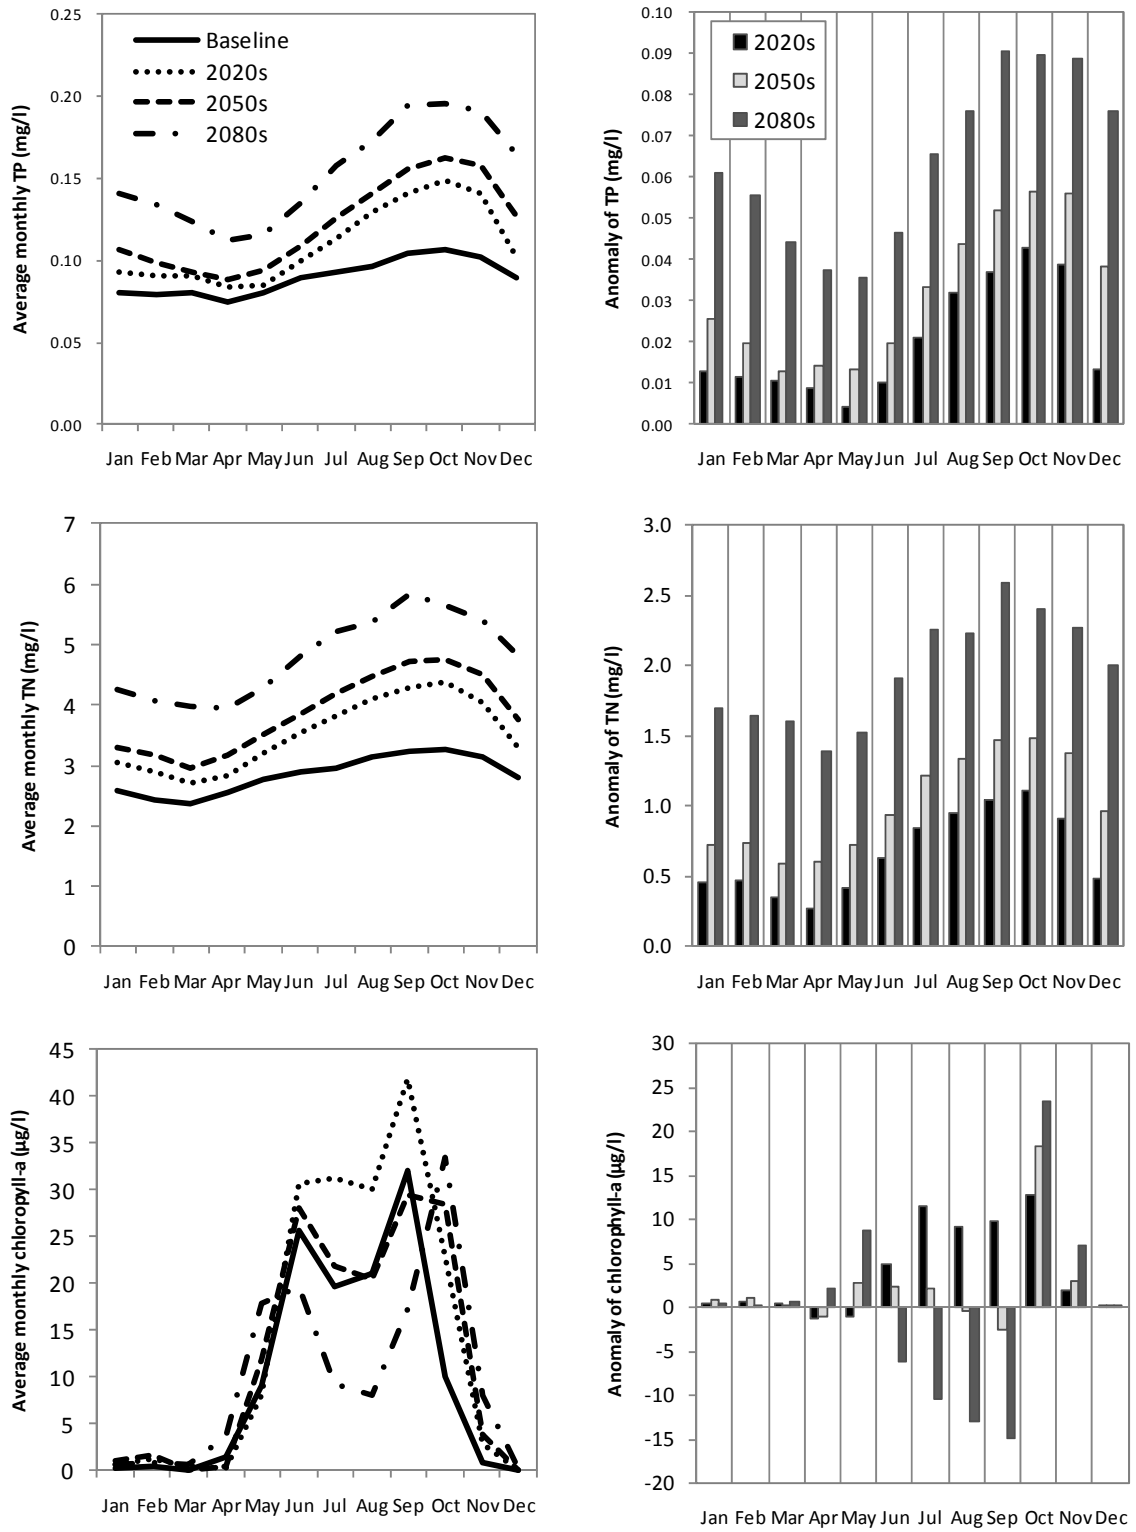 Average monthly TP (mg/l)
0.25
0.20
0.15
0.10
0.05
0.00
Baseline
2020s
2050s
2080s
Jan Feb Mar Apr May Jun Jul Aug Sep Oct Nov Dec
Anomaly of TP (mg/l)
0.10
0.09
0.08
0.07
0.06
0.05
0.04
0.03
0.02
0.01
0.00
2020s
2050s
2080s
Jan Feb Mar Apr May Jun Jul Aug Sep Oct Nov Dec
Average monthly TN (mg/l)
7
6
5
4
3
2
1
0
Jan Feb Mar Apr May Jun Jul Aug Sep Oct Nov Dec
Anomaly of TN (mg/l)
3.0
2.5
2.0
1.5
1.0
0.5
0.0
Jan Feb Mar Apr May Jun Jul Aug Sep Oct Nov Dec
Average monthly chloropyll-a (µg/l)
45
40
35
30
25
20
15
10
5
0
Jan Feb Mar Apr May Jun Jul Aug Sep Oct Nov Dec
Anomaly of chlorophyll-a (µg/l)
30
25
20
15
10
5
0
-5
-10
-15
-20
Jan Feb Mar Apr May Jun Jul Aug Sep Oct Nov Dec